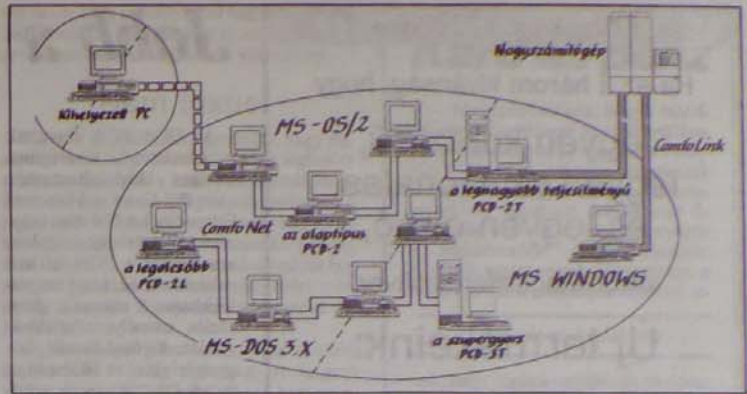 Nagyszámítógép
Kihelyezett PC
MS-OS/2
ComfoLink
a legnagyobb teljesítményű
PCD-2T
ComfoNet
az alaptípus
PCD-2
a legolcsóbb
PCD-2L
MS WINDOWS
MS-DOS 3.X
a szupergyors
PCD-3T